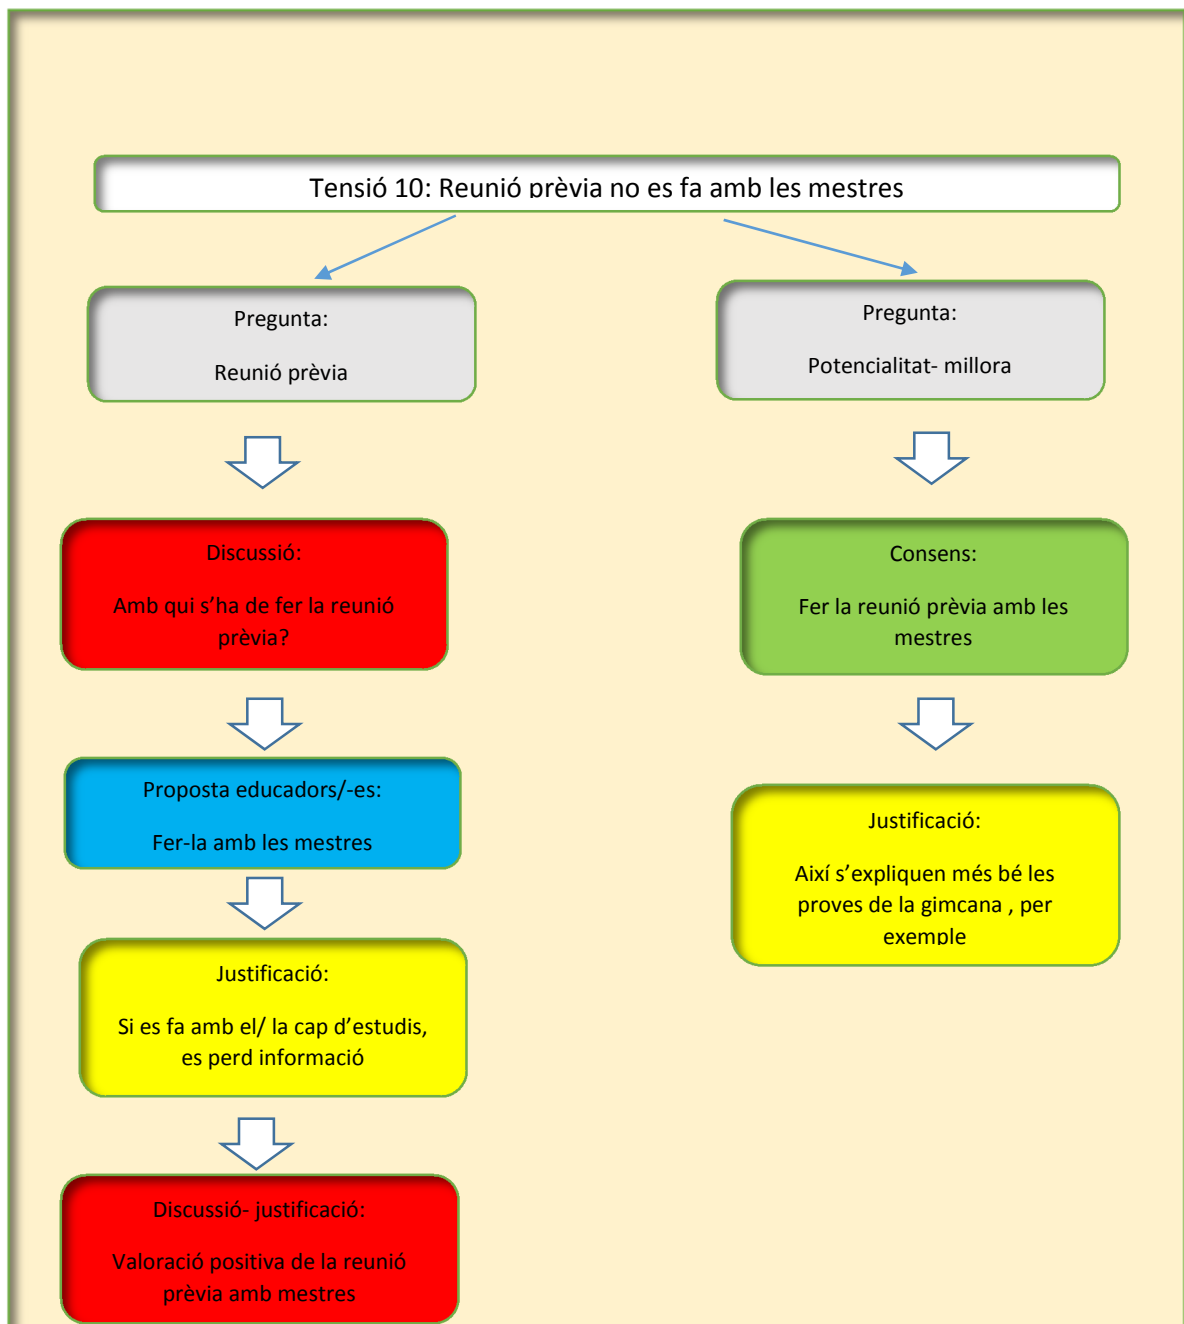 Tensió 10: Reunió prèvia no es fa amb les mestres
Pregunta:
Reunió prèvia
Discussió:
Amb qui s’ha de fer la reunió
prèvia?
Proposta educadors/-es:
Fer-la amb les mestres
Justificació:
Si es fa amb el/ la cap d’estudis,
es perd informació
Discussió- justificació:
Valoració positiva de la reunió
prèvia amb mestres
Pregunta:
Potencialitat- millora
Consens:
Fer la reunió prèvia amb les
mestres
Justificació:
Així s’expliquen més bé les
proves de la gimcana , per
exemple